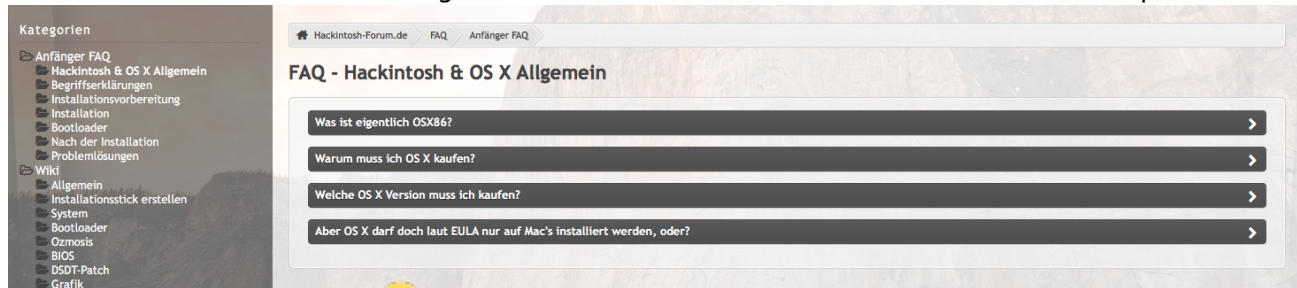 Kategorien
Anfänger FAQ
Hackintosh & OS X Allgemein
Begriffserklärungen
Installationsvorbereitung
Installation
Bootloader
Nach der Installation
Problemlösungen
Wiki
Allgemein
Installationsstick erstellen
System
Bootloader
Ozmosis
BIOS
DSDT-Patch
Grafik
Hackintosh-Forum.de FAQ Anfänger FAQ
FAQ - Hackintosh & OS X Allgemein
Was ist eigentlich OSX86?
Warum muss ich OS X kaufen?
Welche OS X Version muss ich kaufen?
Aber OS X darf doch laut EULA nur auf Mac's installiert werden, oder?